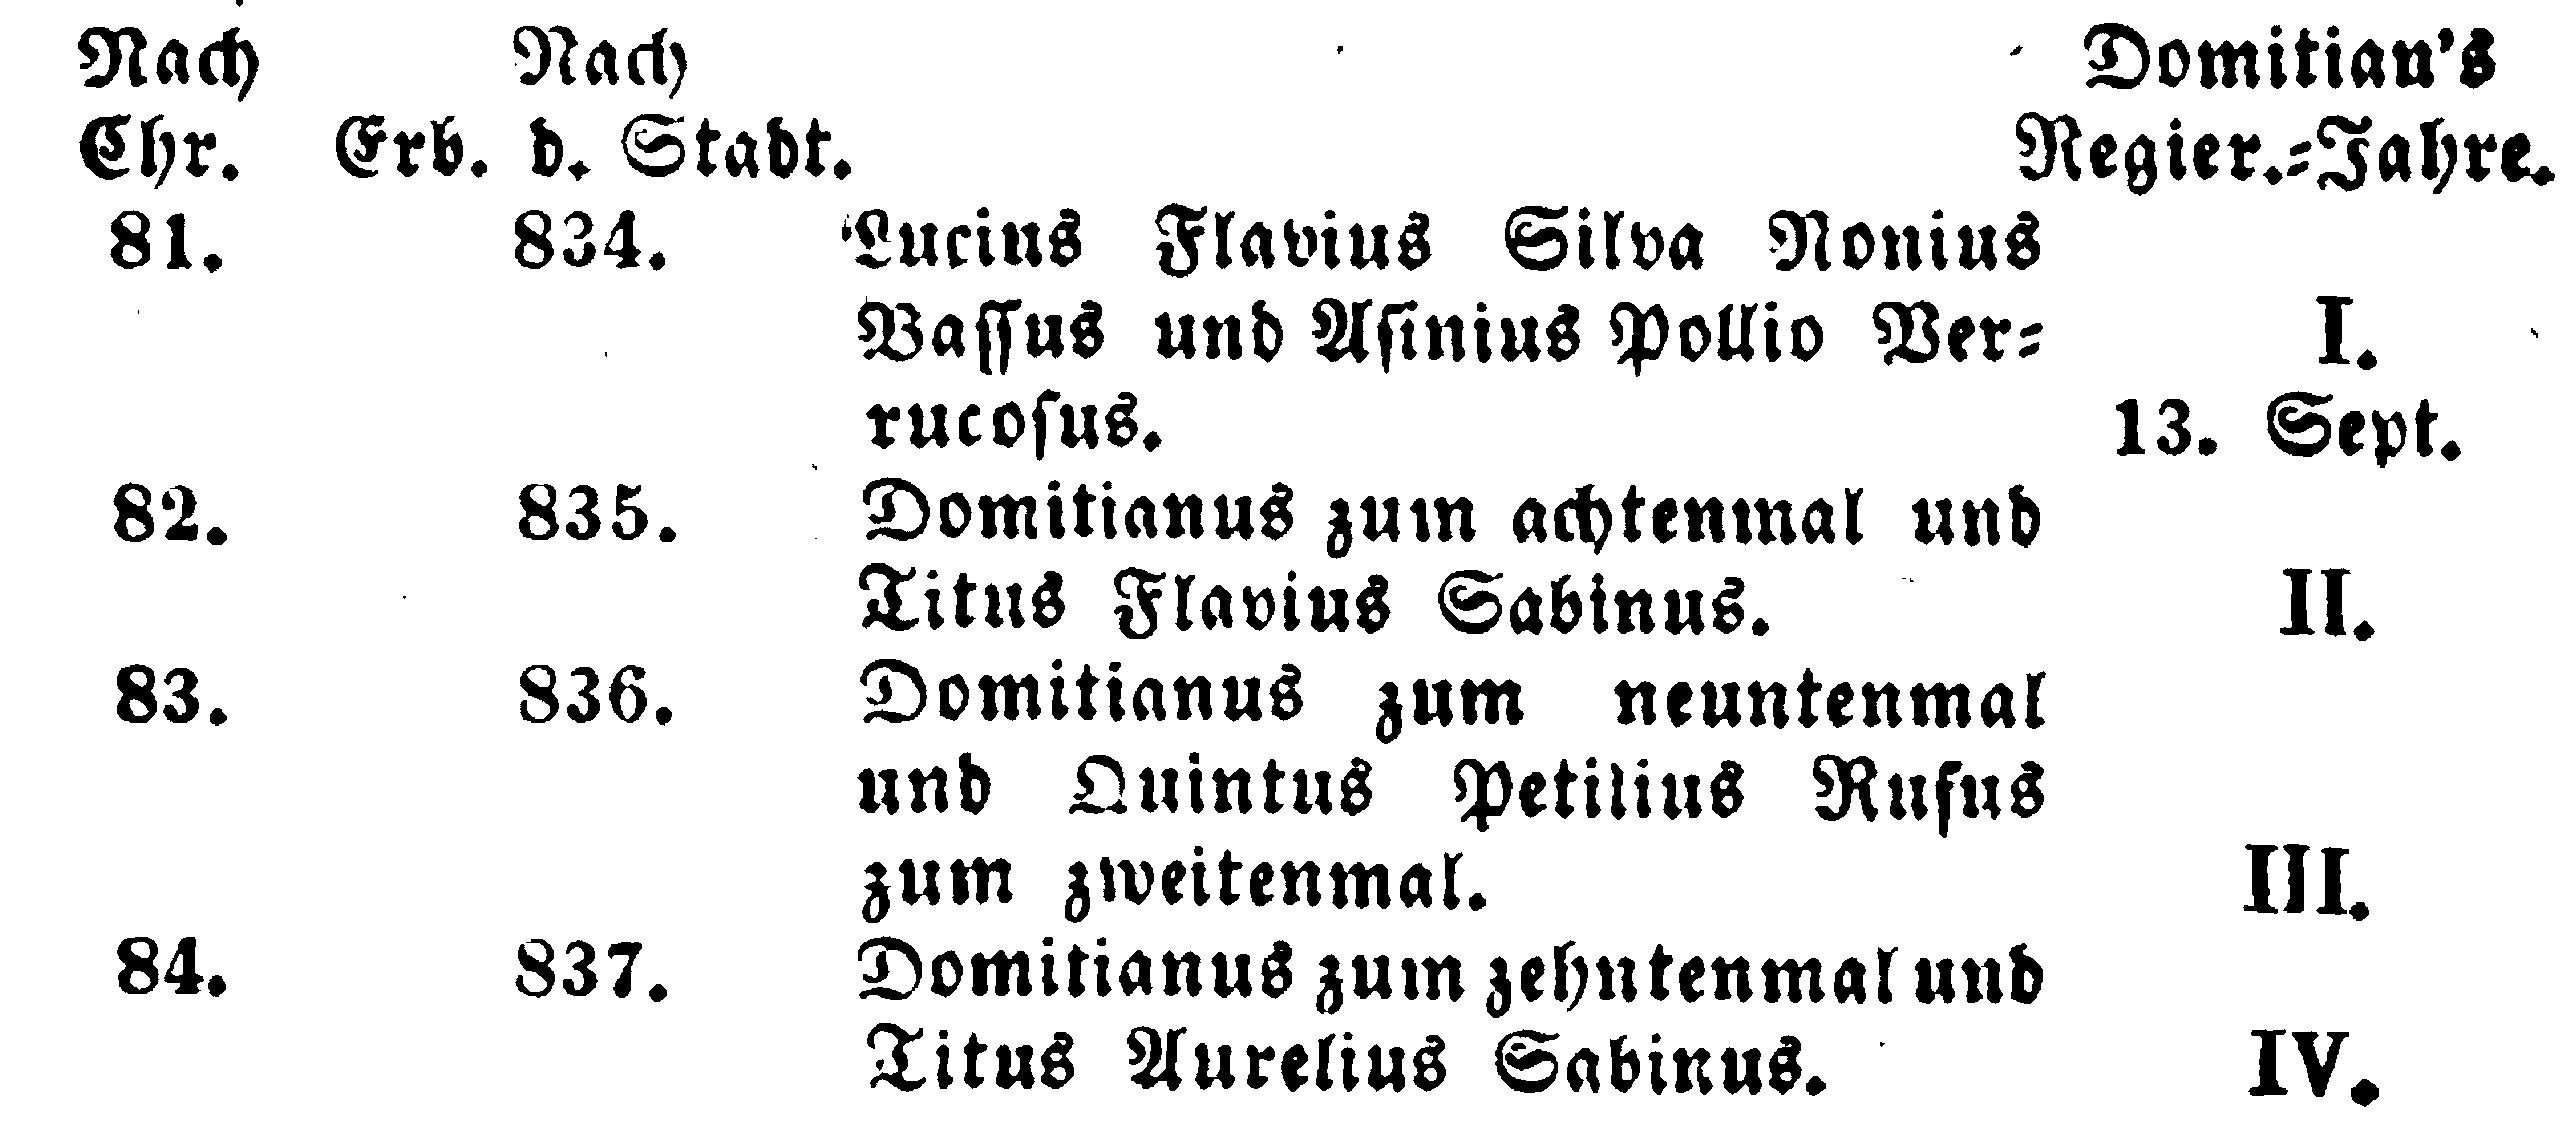 Nach Nach Domitian's
Chr. Erb. d. Stadt. Regier.=Jahre.
81. 834. Lucius Flavius Silva Nonius
Bassus und Asinius Pollio Ver= I.
rucosus. 13. Sept.
82. 835. Domitianus zum achtenmal und
Titus Flavius Sabinus. II.
83. 836. Domitianus zum neuntenmal
und Quintus Petilius Rufus
zum zweitenmal. III.
84. 837. Domitianus zum zehntenmal und
Titus Aurelius Sabinus. IV.